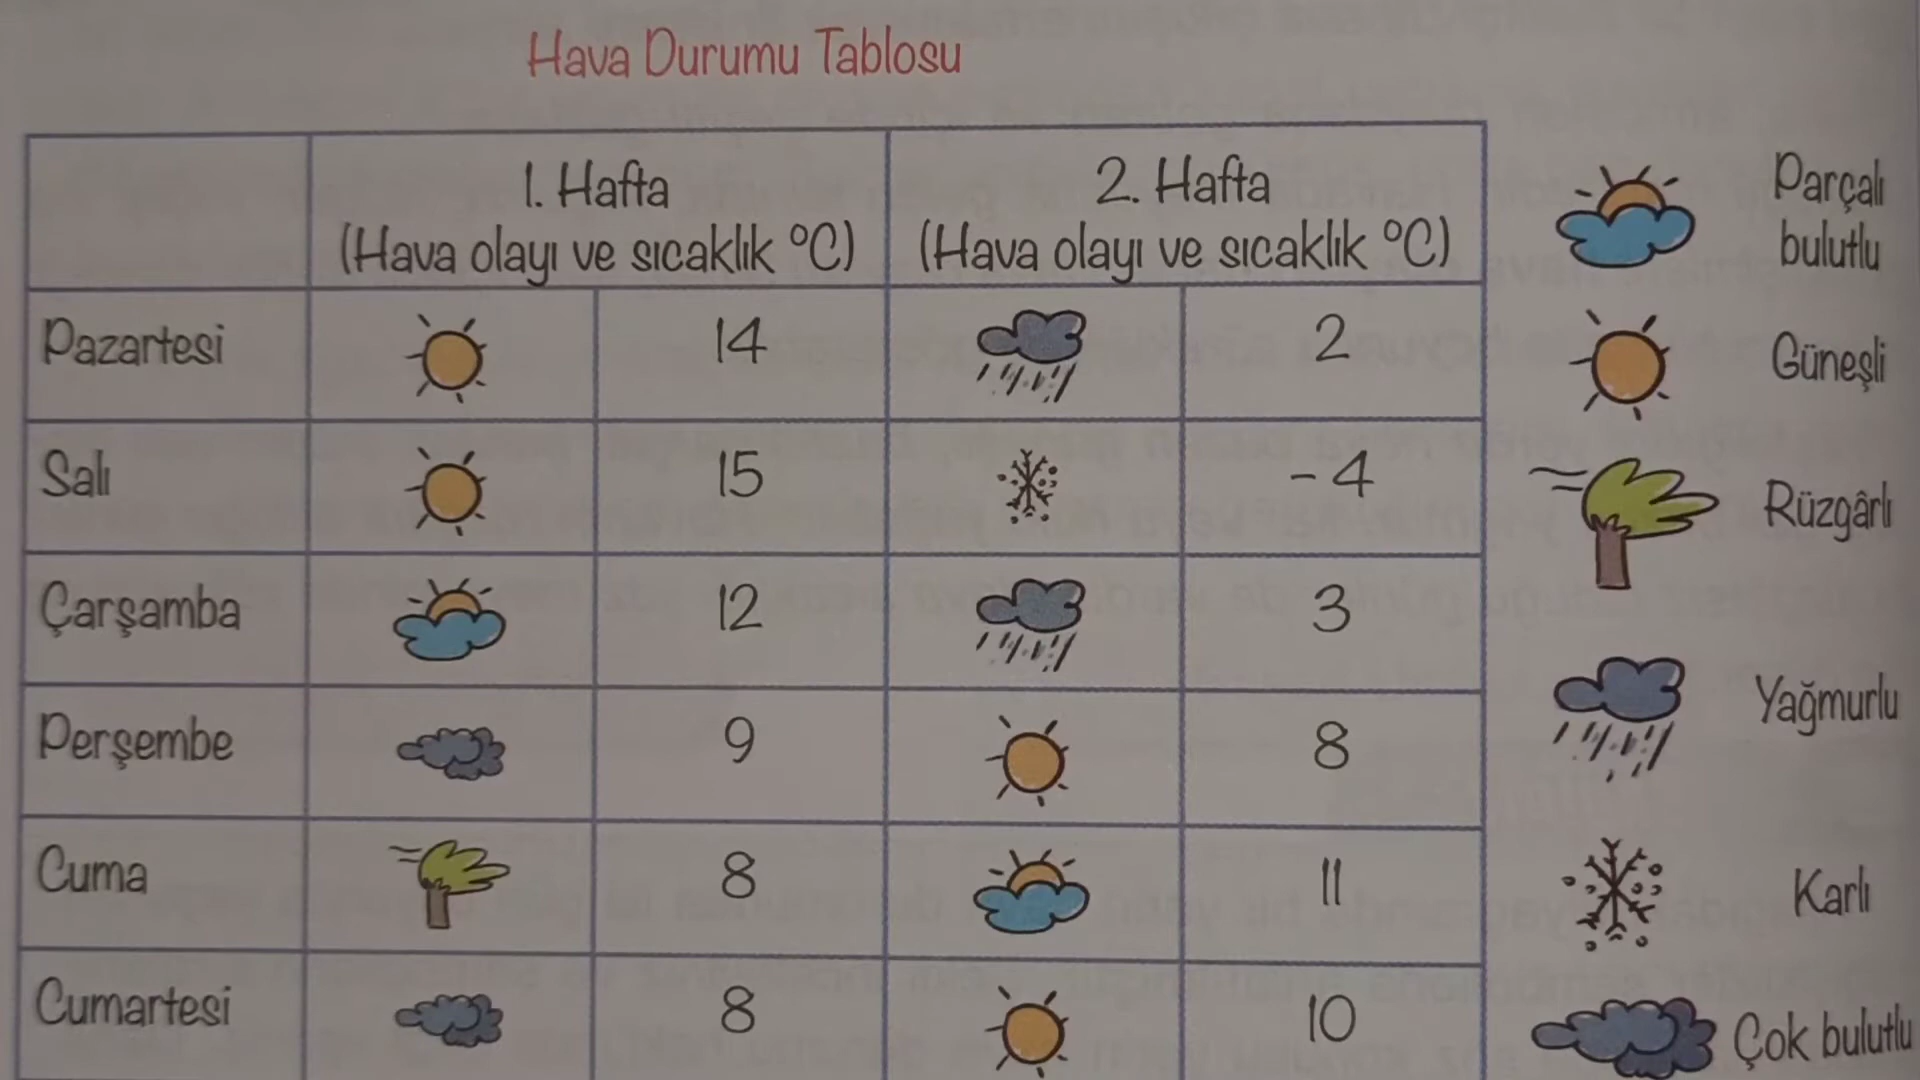 Hava Durumu Tablosu
1. Hafta
(Hava olayı ve sıcaklık °C)
2. Hafta
(Hava olayı ve sıcaklık °C)
Pazartesi 14 2
Salı 15 -4
Çarşamba 12 3
Perşembe 9 8
Cuma 8 11
Cumartesi 8 10
Parçalı
bulutlu
Güneşli
Rüzgârlı
Yağmurlu
Karlı
Çok bulutlu